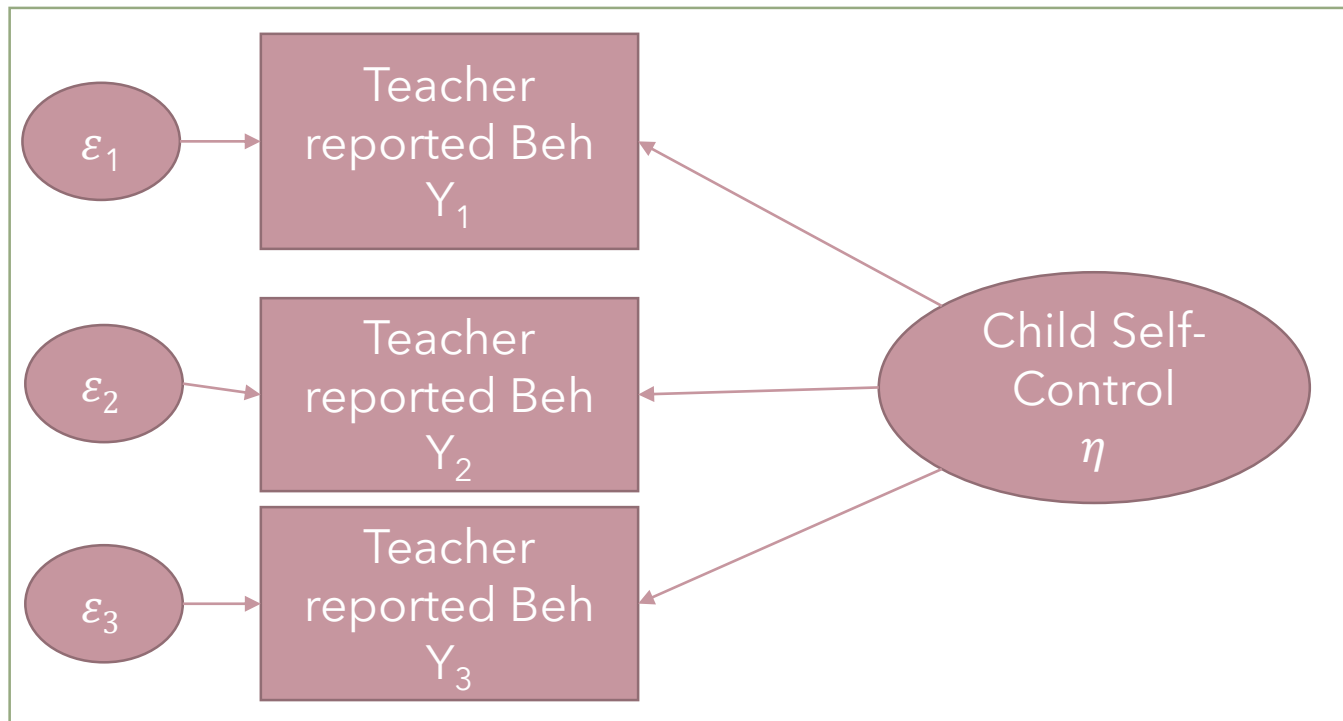 ε₁
Teacher
reported Beh
Y₁
ε₂
Teacher
reported Beh
Y₂
ε₃
Teacher
reported Beh
Y₃
Child Self-
Control
η